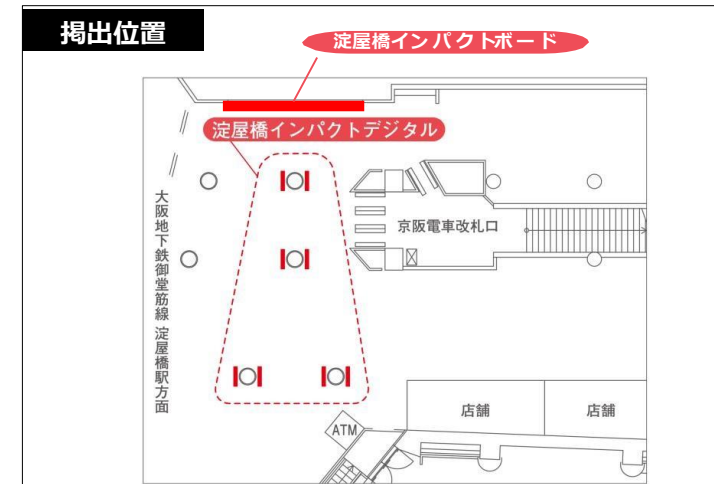 掲出位置
淀屋橋インパクトボード
淀屋橋インパクトデジタル
大阪地下鉄御堂筋線 淀屋橋駅方面
京阪電車改札口
店舗
店舗
ATM